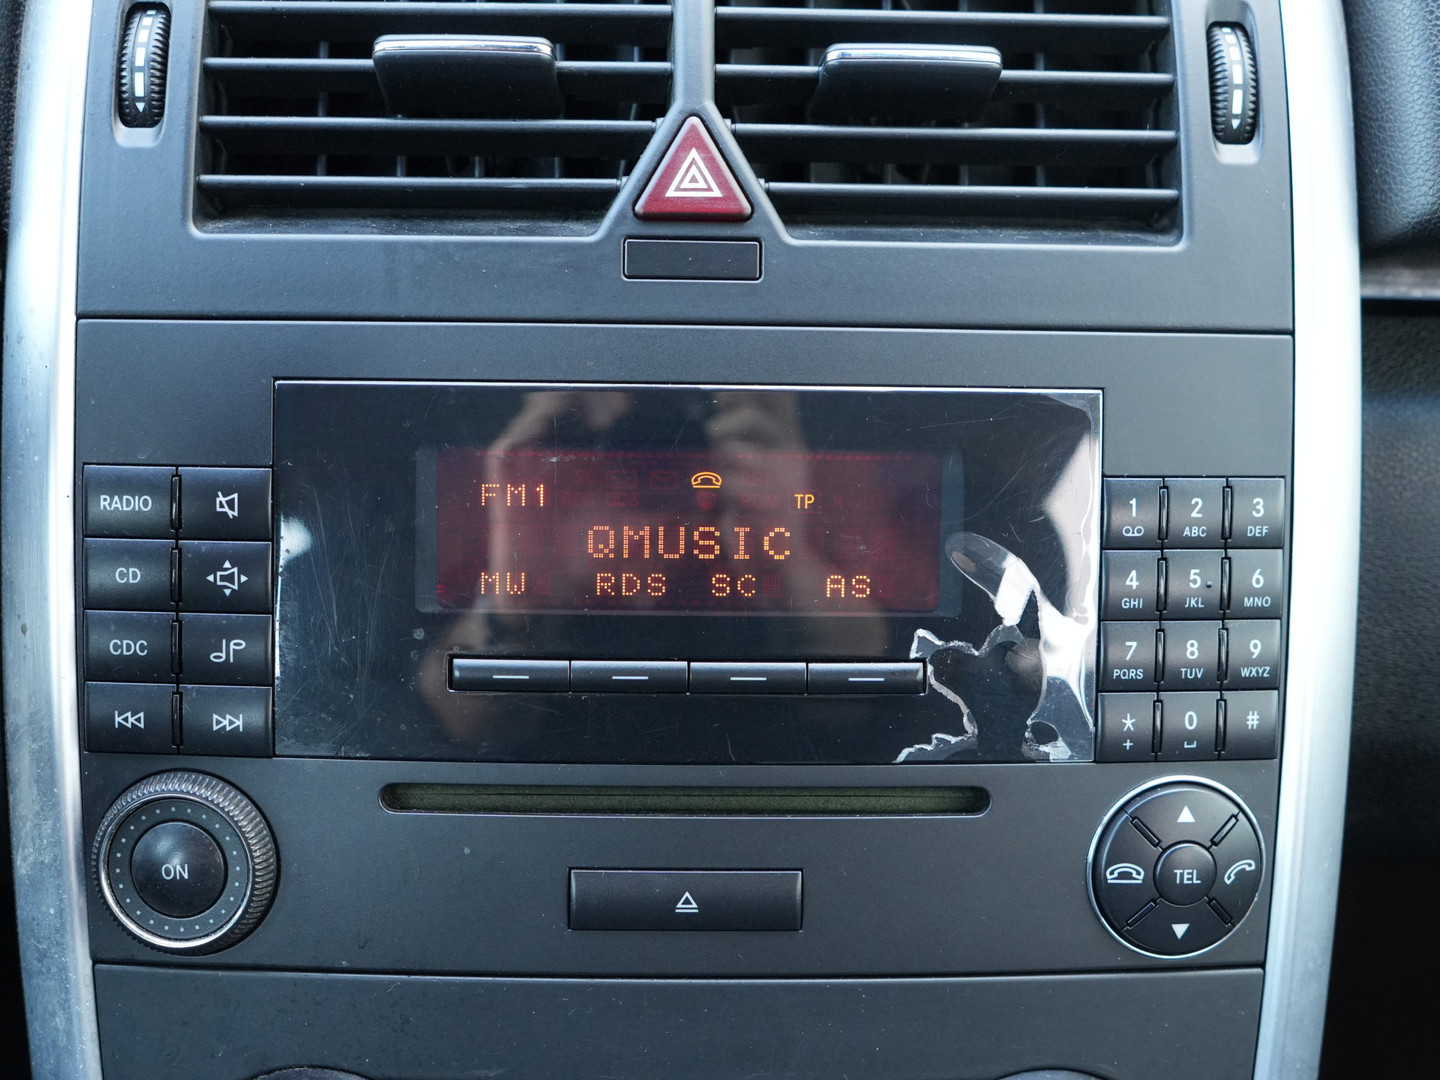 FM1 TP
QMUSIC
MW RDS SC AS
RADIO
CD
CDC
ON
1 2 ABC 3 DEF
4 GHI 5 JKL 6 MNO
7 PQRS 8 TUV 9 WXYZ
* + 0 #
TEL